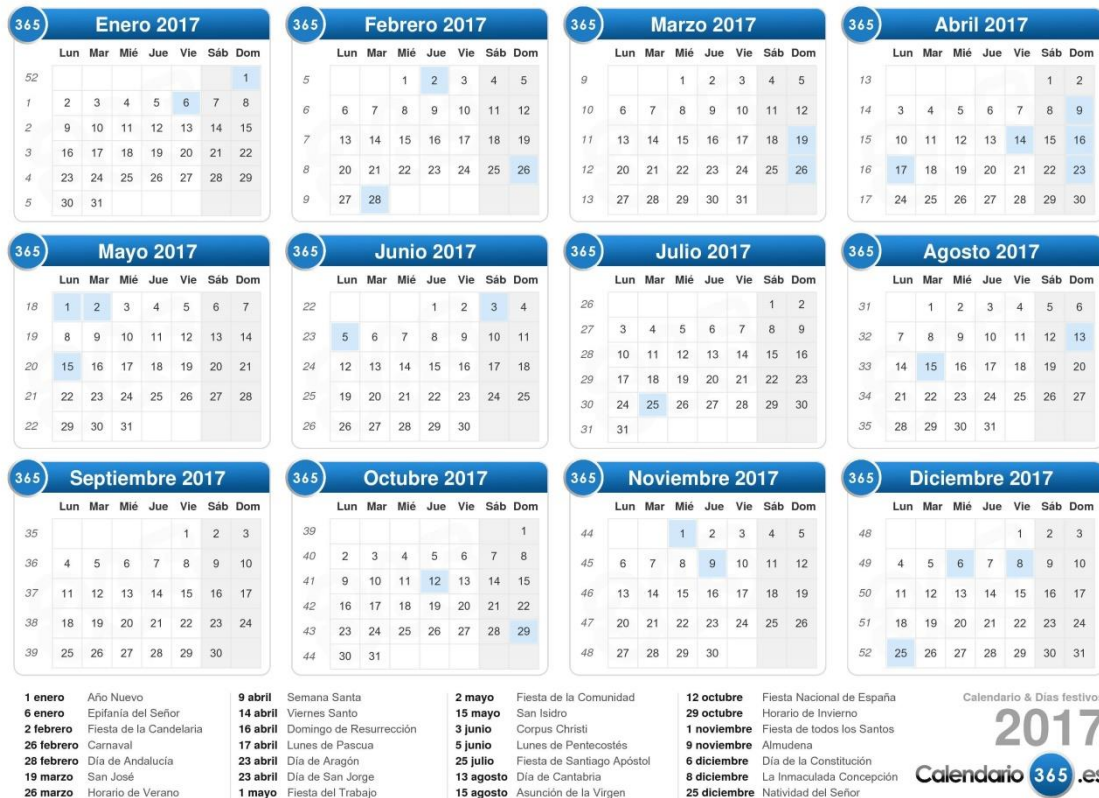 365 Enero 2017
Lun Mar Mié Jue Vie Sáb Dom
52 1
1 2 3 4 5 6 7 8
2 9 10 11 12 13 14 15
3 16 17 18 19 20 21 22
4 23 24 25 26 27 28 29
5 30 31
365 Febrero 2017
Lun Mar Mié Jue Vie Sáb Dom
5 1 2 3 4 5
6 6 7 8 9 10 11 12
7 13 14 15 16 17 18 19
8 20 21 22 23 24 25 26
9 27 28
365 Marzo 2017
Lun Mar Mié Jue Vie Sáb Dom
9 1 2 3 4 5
10 6 7 8 9 10 11 12
11 13 14 15 16 17 18 19
12 20 21 22 23 24 25 26
13 27 28 29 30 31
365 Abril 2017
Lun Mar Mié Jue Vie Sáb Dom
13 1 2
14 3 4 5 6 7 8 9
15 10 11 12 13 14 15 16
16 17 18 19 20 21 22 23
17 24 25 26 27 28 29 30
365 Mayo 2017
Lun Mar Mié Jue Vie Sáb Dom
18 1 2 3 4 5 6 7
19 8 9 10 11 12 13 14
20 15 16 17 18 19 20 21
21 22 23 24 25 26 27 28
22 29 30 31
365 Junio 2017
Lun Mar Mié Jue Vie Sáb Dom
22 1 2 3 4
23 5 6 7 8 9 10 11
24 12 13 14 15 16 17 18
25 19 20 21 22 23 24 25
26 26 27 28 29 30
365 Julio 2017
Lun Mar Mié Jue Vie Sáb Dom
26 1 2
27 3 4 5 6 7 8 9
28 10 11 12 13 14 15 16
29 17 18 19 20 21 22 23
30 24 25 26 27 28 29 30
31 31
365 Agosto 2017
Lun Mar Mié Jue Vie Sáb Dom
31 1 2 3 4 5 6
32 7 8 9 10 11 12 13
33 14 15 16 17 18 19 20
34 21 22 23 24 25 26 27
35 28 29 30 31
365 Septiembre 2017
Lun Mar Mié Jue Vie Sáb Dom
35 1 2 3
36 4 5 6 7 8 9 10
37 11 12 13 14 15 16 17
38 18 19 20 21 22 23 24
39 25 26 27 28 29 30
365 Octubre 2017
Lun Mar Mié Jue Vie Sáb Dom
39 1
40 2 3 4 5 6 7 8
41 9 10 11 12 13 14 15
42 16 17 18 19 20 21 22
43 23 24 25 26 27 28 29
44 30 31
365 Noviembre 2017
Lun Mar Mié Jue Vie Sáb Dom
44 1 2 3 4 5
45 6 7 8 9 10 11 12
46 13 14 15 16 17 18 19
47 20 21 22 23 24 25 26
48 27 28 29 30
365 Diciembre 2017
Lun Mar Mié Jue Vie Sáb Dom
48 1 2 3
49 4 5 6 7 8 9 10
50 11 12 13 14 15 16 17
51 18 19 20 21 22 23 24
52 25 26 27 28 29 30 31
1 enero Año Nuevo
6 enero Epifanía del Señor
2 febrero Fiesta de la Candelaria
26 febrero Carnaval
28 febrero Día de Andalucía
19 marzo San José
26 marzo Horario de Verano
9 abril Semana Santa
14 abril Viernes Santo
16 abril Domingo de Resurrección
17 abril Lunes de Pascua
23 abril Día de Aragón
23 abril Día de San Jorge
1 mayo Fiesta del Trabajo
2 mayo Fiesta de la Comunidad
15 mayo San Isidro
3 junio Corpus Christi
5 junio Lunes de Pentecostés
25 julio Fiesta de Santiago Apóstol
13 agosto Día de Cantabria
15 agosto Asunción de la Virgen
12 octubre Fiesta Nacional de España
29 octubre Horario de Invierno
1 noviembre Fiesta de todos los Santos
9 noviembre Almudena
6 diciembre Día de la Constitución
8 diciembre La Inmaculada Concepción
25 diciembre Natividad del Señor
Calendario & Días festivo
2017
Calendario 365 .es